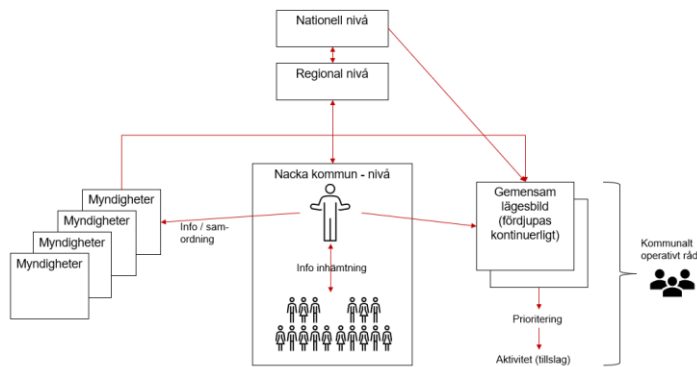 Nationell nivå
Regional nivå
Nacka kommun - nivå
Myndigheter
Myndigheter
Myndigheter
Myndigheter
Info / sam-
ordning
Info inhämtning
Gemensam
lägesbild
(fördjupas
kontinuerligt)
Prioritering
Aktivitet (tillslag)
Kommunalt
operativt råd